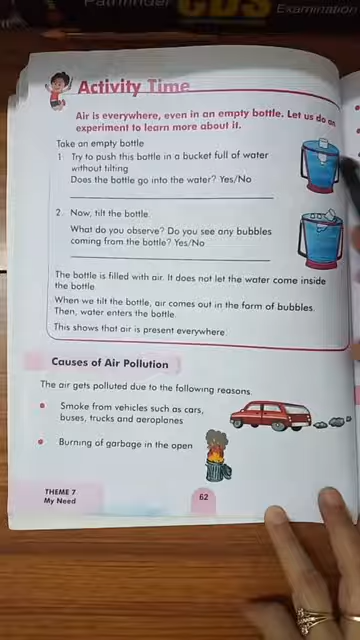 Pathfinder CDS Examination
Activity Time
Air is everywhere, even in an empty bottle. Let us do an
experiment to learn more about it.
Take an empty bottle
1. Try to push this bottle in a bucket full of water
without tilting
Does the bottle go into the water? Yes/No
2. Now, tilt the bottle.
What do you observe? Do you see any bubbles
coming from the bottle? Yes/No
The bottle is filled with air. It does not let the water come inside
the bottle.
When we tilt the bottle, air comes out in the form of bubbles.
Then, water enters the bottle.
This shows that air is present everywhere.
Causes of Air Pollution
The air gets polluted due to the following reasons.
Smoke from vehicles such as cars,
buses, trucks and aeroplanes
Burning of garbage in the open
THEME 7
My Need
62